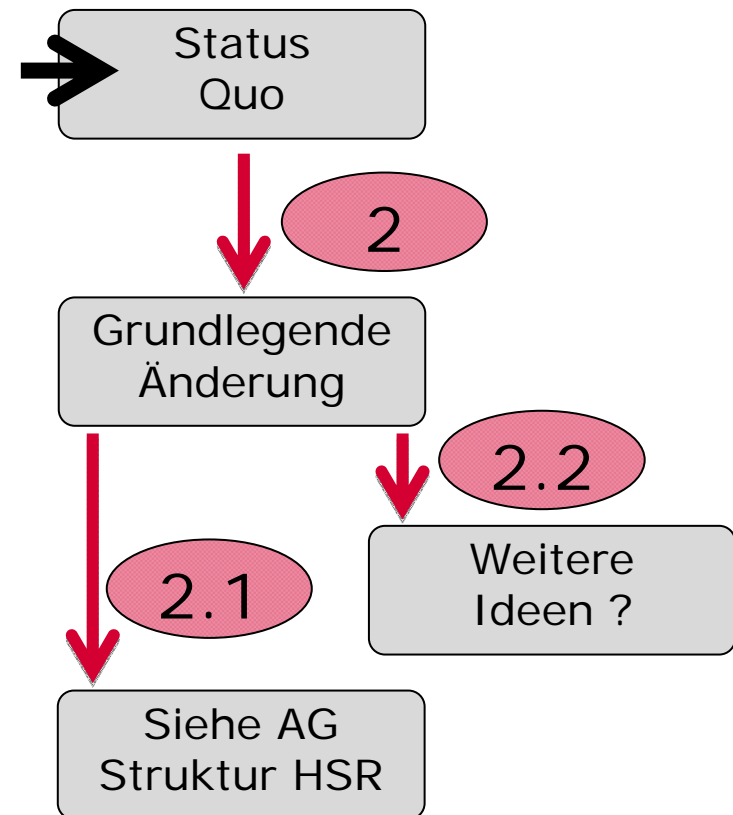 Status
Quo
2
Grundlegende
Änderung
2.2
Weitere
Ideen ?
2.1
Siehe AG
Struktur HSR